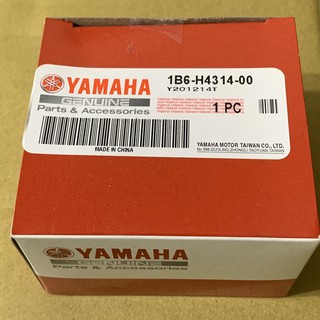 YAMAHA
GENUINE
Parts & Accessories
1B6-H4314-00
Y201214T
1 PC
MADE IN CHINA
YAMAHA MOTOR TAIWAN CO., LTD.
YAMAHA
GENUINE
Parts & Accessories